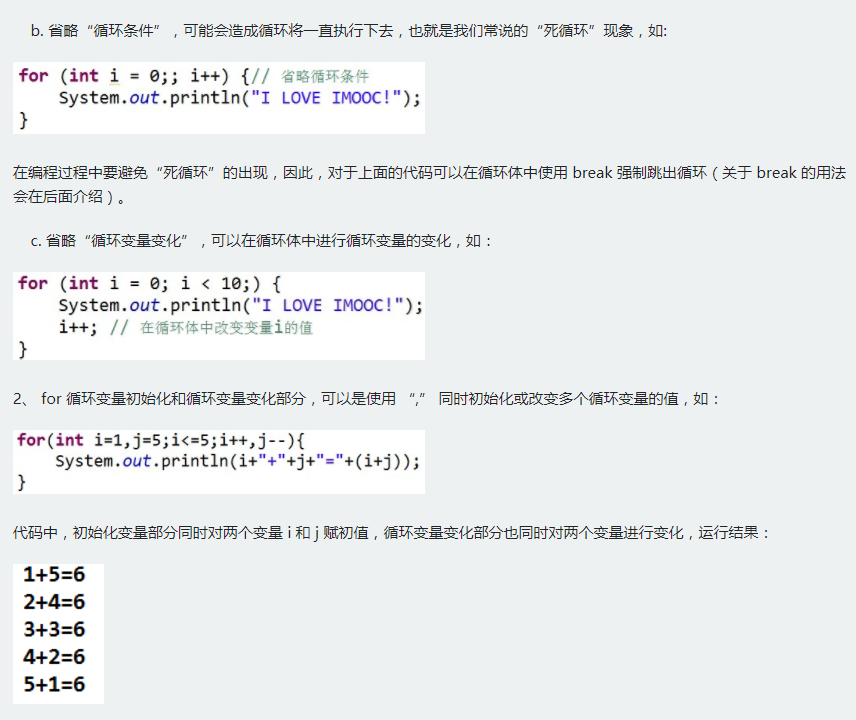 b. 省略“循环条件”，可能会造成循环将一直执行下去，也就是我们常说的“死循环”现象，如:
for (int i = 0;; i++) {// 省略循环条件
    System.out.println("I LOVE IMOOC!");
}
在编程过程中要避免“死循环”的出现，因此，对于上面的代码可以在循环体中使用 break 强制跳出循环（关于 break 的用法
会在后面介绍）。
c. 省略“循环变量变化”，可以在循环体中进行循环变量的变化，如：
for (int i = 0; i < 10;) {
    System.out.println("I LOVE IMOOC!");
    i++; // 在循环体中改变变量i的值
}
2、 for 循环变量初始化和循环变量变化部分，可以是使用 “,” 同时初始化或改变多个循环变量的值，如：
for(int i=1,j=5;i<=5;i++,j--){
    System.out.println(i+"+"+j+"="+(i+j));
}
代码中，初始化变量部分同时对两个变量 i 和 j 赋初值，循环变量变化部分也同时对两个变量进行变化，运行结果：
1+5=6
2+4=6
3+3=6
4+2=6
5+1=6